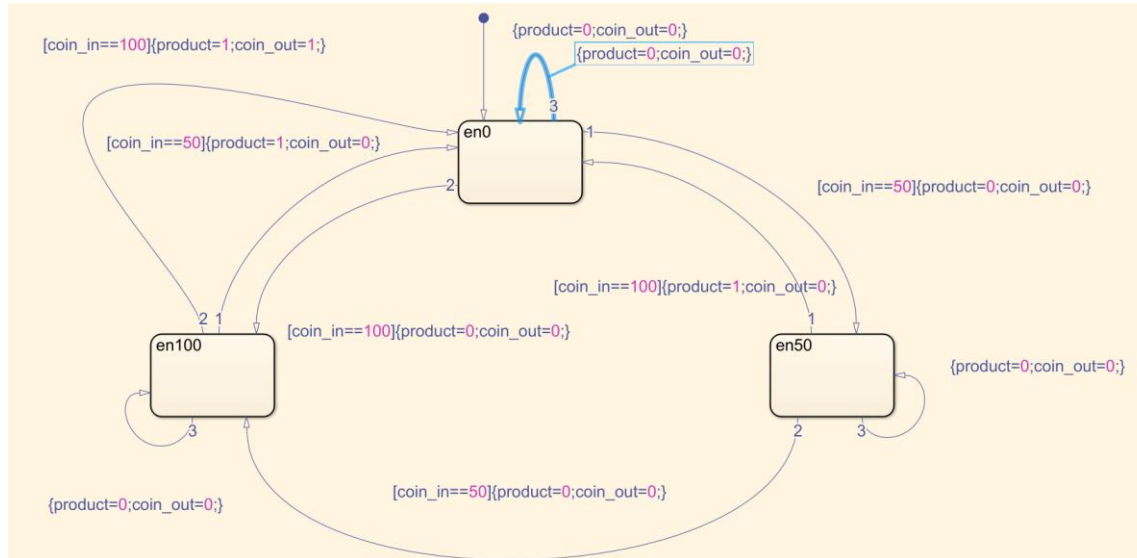 {product=0;coin_out=0;}
[coin_in==100]{product=1;coin_out=1;}
{product=0;coin_out=0;}
3
en0
1
[coin_in==50]{product=1;coin_out=0;}
2
[coin_in==50]{product=0;coin_out=0;}
[coin_in==100]{product=1;coin_out=0;}
2 1
[coin_in==100]{product=0;coin_out=0;}
1
en100
en50
{product=0;coin_out=0;}
3
2
3
[coin_in==50]{product=0;coin_out=0;}
{product=0;coin_out=0;}